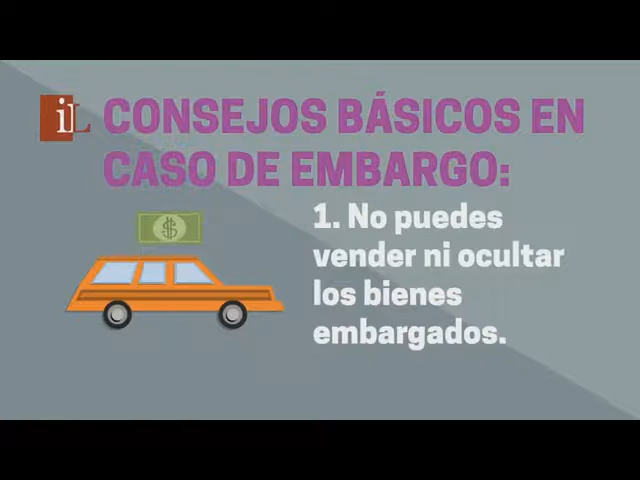 iL CONSEJOS BÁSICOS EN
CASO DE EMBARGO:
$
1. No puedes
vender ni ocultar
los bienes
embargados.